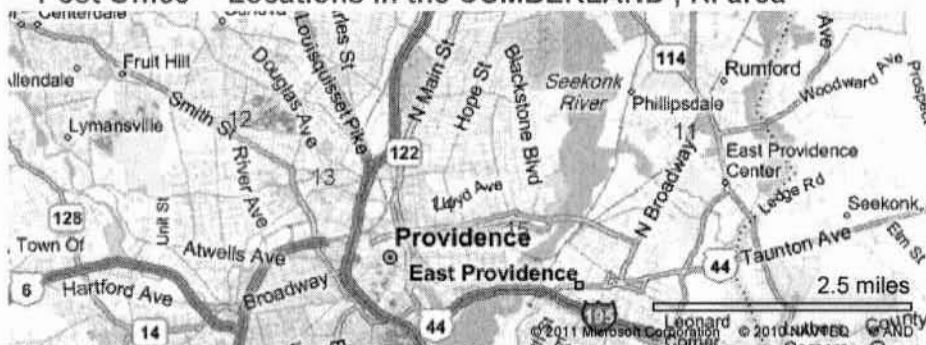 Post Office™ Locations in the CUMBERLAND , RI area
Centerdale
Allendale
Fruit Hill
Lymansville
Smith St
12
Douglas Ave
Louisquisset Pike
N Main St
Hope St
Blackstone Blvd
Seekonk
River
114
Rumford
Ave
Woodward Ave
Phillipsdale
11
122
13
River Ave
East Providence
Center
Ledge Rd
N Broadway
Lloyd Ave
128
Unit St
Town Of
Atwells Ave
Providence
Seekonk
Elm St
Taunton Ave
44
East Providence
6
Hartford Ave
Broadway
14
44
2.5 miles
© 2011 Microsoft Corporation © 2010 NAVTEQ © AND
Leonard
Corner
County